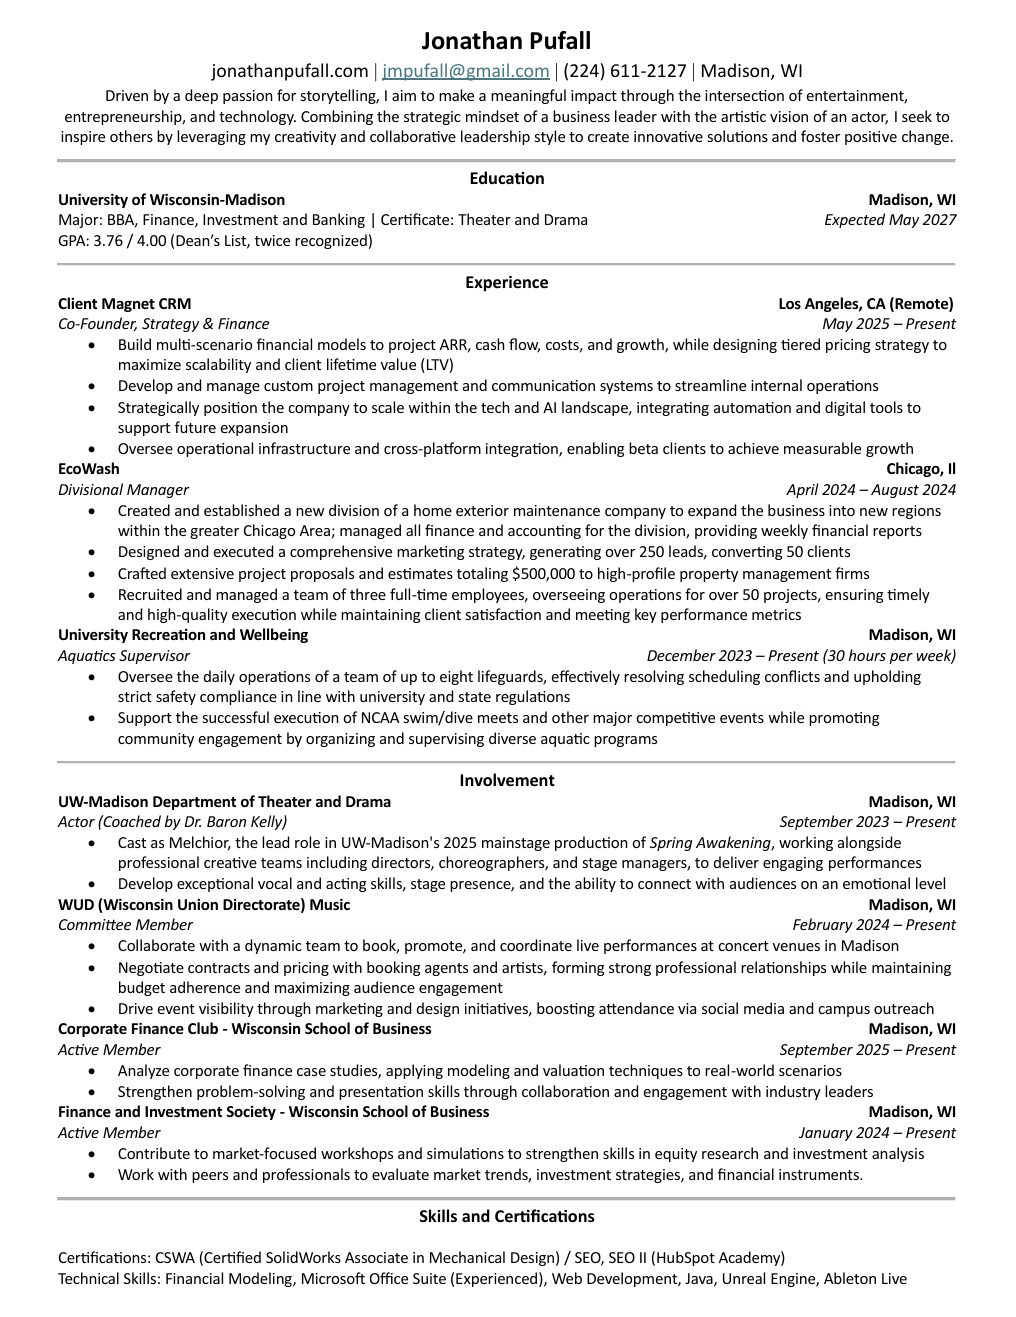 Jonathan Pufall
jonathanpufall.com | jmpufall@gmail.com | (224) 611-2127 | Madison, WI
Driven by a deep passion for storytelling, I aim to make a meaningful impact through the intersection of entertainment,
entrepreneurship, and technology. Combining the strategic mindset of a business leader with the artistic vision of an actor, I seek to
inspire others by leveraging my creativity and collaborative leadership style to create innovative solutions and foster positive change.
Education
University of Wisconsin-Madison Madison, WI
Major: BBA, Finance, Investment and Banking | Certificate: Theater and Drama Expected May 2027
GPA: 3.76 / 4.00 (Dean’s List, twice recognized)
Experience
Client Magnet CRM Los Angeles, CA (Remote)
Co-Founder, Strategy & Finance May 2025 – Present
• Build multi-scenario financial models to project ARR, cash flow, costs, and growth, while designing tiered pricing strategy to
maximize scalability and client lifetime value (LTV)
• Develop and manage custom project management and communication systems to streamline internal operations
• Strategically position the company to scale within the tech and AI landscape, integrating automation and digital tools to
support future expansion
• Oversee operational infrastructure and cross-platform integration, enabling beta clients to achieve measurable growth
EcoWash Chicago, Il
Divisional Manager April 2024 – August 2024
• Created and established a new division of a home exterior maintenance company to expand the business into new regions
within the greater Chicago Area; managed all finance and accounting for the division, providing weekly financial reports
• Designed and executed a comprehensive marketing strategy, generating over 250 leads, converting 50 clients
• Crafted extensive project proposals and estimates totaling $500,000 to high-profile property management firms
• Recruited and managed a team of three full-time employees, overseeing operations for over 50 projects, ensuring timely
and high-quality execution while maintaining client satisfaction and meeting key performance metrics
University Recreation and Wellbeing Madison, WI
Aquatics Supervisor December 2023 – Present (30 hours per week)
• Oversee the daily operations of a team of up to eight lifeguards, effectively resolving scheduling conflicts and upholding
strict safety compliance in line with university and state regulations
• Support the successful execution of NCAA swim/dive meets and other major competitive events while promoting
community engagement by organizing and supervising diverse aquatic programs
Involvement
UW-Madison Department of Theater and Drama Madison, WI
Actor (Coached by Dr. Baron Kelly) September 2023 – Present
• Cast as Melchior, the lead role in UW-Madison's 2025 mainstage production of Spring Awakening, working alongside
professional creative teams including directors, choreographers, and stage managers, to deliver engaging performances
• Develop exceptional vocal and acting skills, stage presence, and the ability to connect with audiences on an emotional level
WUD (Wisconsin Union Directorate) Music Madison, WI
Committee Member February 2024 – Present
• Collaborate with a dynamic team to book, promote, and coordinate live performances at concert venues in Madison
• Negotiate contracts and pricing with booking agents and artists, forming strong professional relationships while maintaining
budget adherence and maximizing audience engagement
• Drive event visibility through marketing and design initiatives, boosting attendance via social media and campus outreach
Corporate Finance Club - Wisconsin School of Business Madison, WI
Active Member September 2025 – Present
• Analyze corporate finance case studies, applying modeling and valuation techniques to real-world scenarios
• Strengthen problem-solving and presentation skills through collaboration and engagement with industry leaders
Finance and Investment Society - Wisconsin School of Business Madison, WI
Active Member January 2024 – Present
• Contribute to market-focused workshops and simulations to strengthen skills in equity research and investment analysis
• Work with peers and professionals to evaluate market trends, investment strategies, and financial instruments.
Skills and Certifications
Certifications: CSWA (Certified SolidWorks Associate in Mechanical Design) / SEO, SEO II (HubSpot Academy)
Technical Skills: Financial Modeling, Microsoft Office Suite (Experienced), Web Development, Java, Unreal Engine, Ableton Live